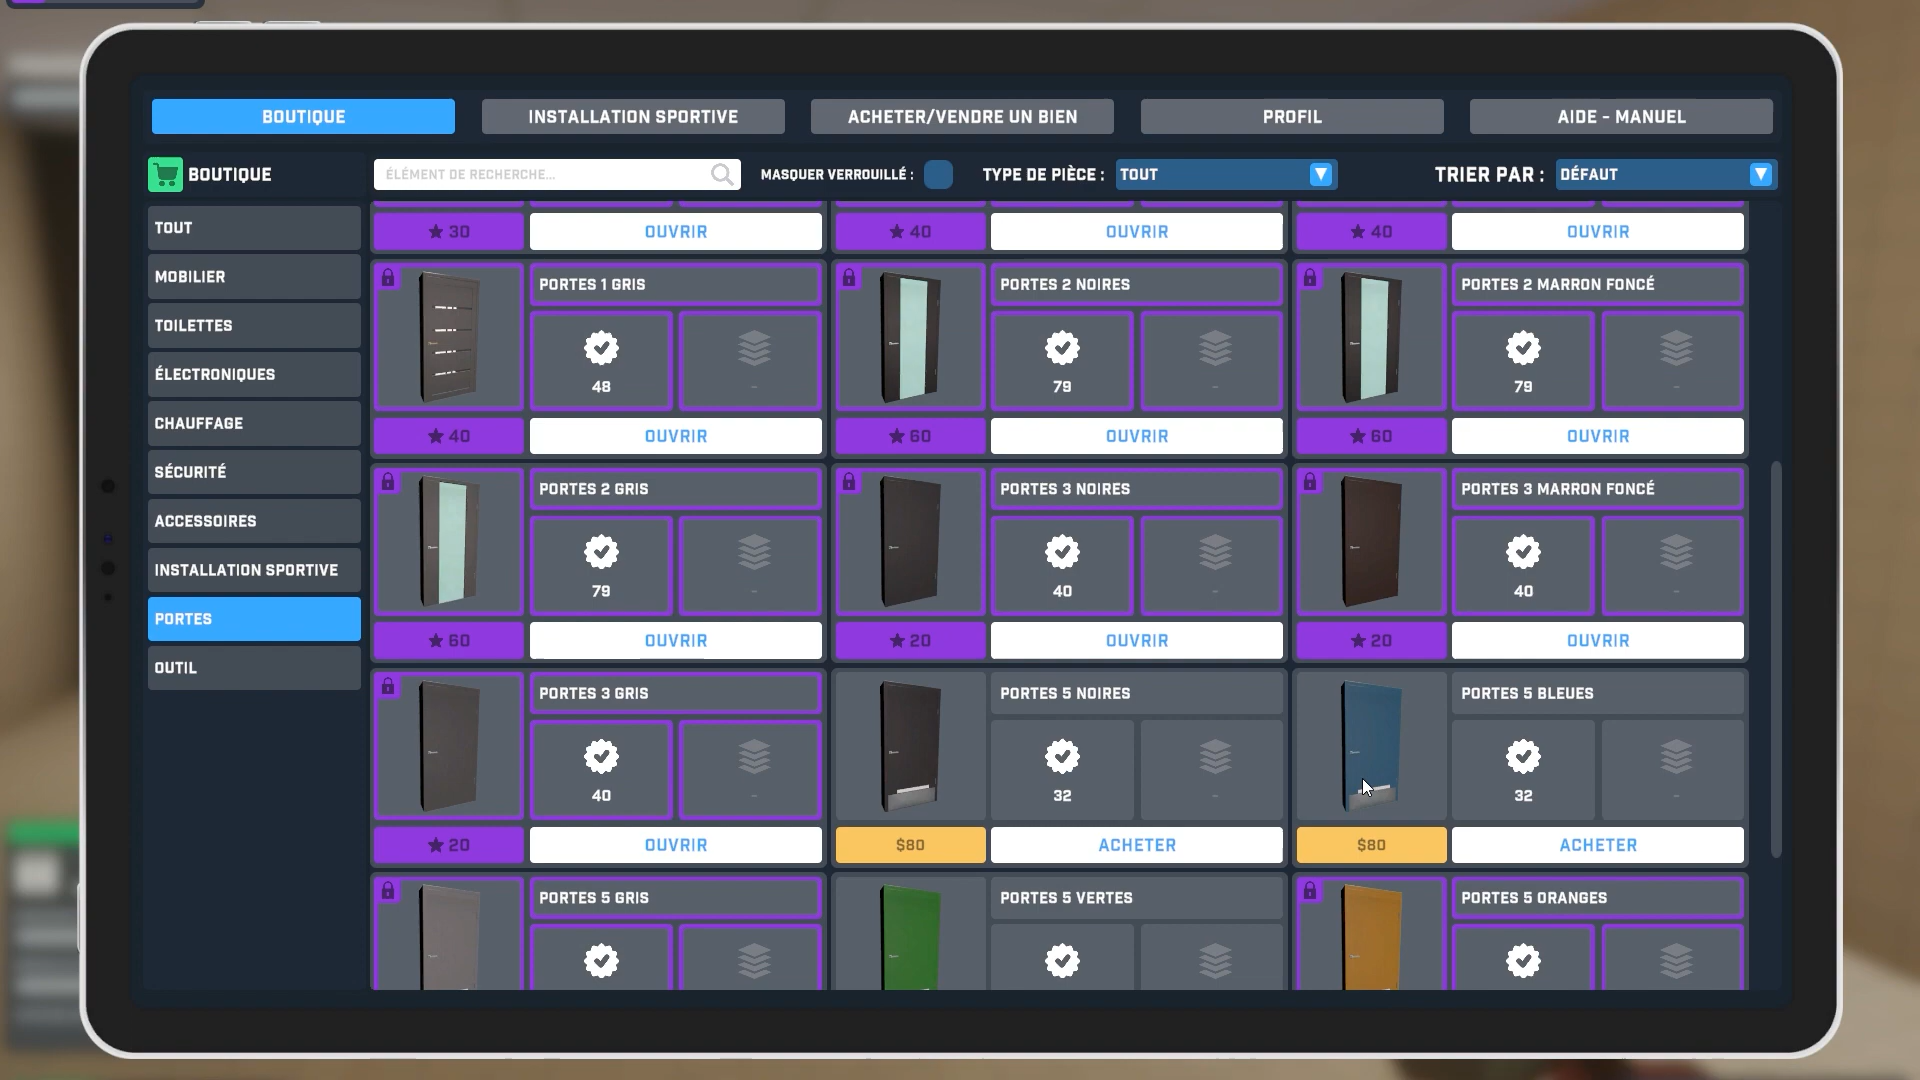 BOUTIQUE
INSTALLATION SPORTIVE
ACHETER/VENDRE UN BIEN
PROFIL
AIDE - MANUEL
BOUTIQUE
ÉLÉMENT DE RECHERCHE...
MASQUER VERROUILLÉ :
TYPE DE PIÈCE :
TOUT
TRIER PAR :
DÉFAUT
TOUT
MOBILIER
TOILETTES
ÉLECTRONIQUES
CHAUFFAGE
SÉCURITÉ
ACCESSOIRES
INSTALLATION SPORTIVE
PORTES
OUTIL
30
OUVRIR
40
OUVRIR
40
OUVRIR
PORTES 1 GRIS
48
-
40
OUVRIR
PORTES 2 NOIRES
79
-
60
OUVRIR
PORTES 2 MARRON FONCÉ
79
-
60
OUVRIR
PORTES 2 GRIS
79
-
60
OUVRIR
PORTES 3 NOIRES
40
-
20
OUVRIR
PORTES 3 MARRON FONCÉ
40
-
20
OUVRIR
PORTES 3 GRIS
40
-
20
OUVRIR
PORTES 5 NOIRES
32
-
$80
ACHETER
PORTES 5 BLEUES
32
-
$80
ACHETER
PORTES 5 GRIS
PORTES 5 VERTES
PORTES 5 ORANGES